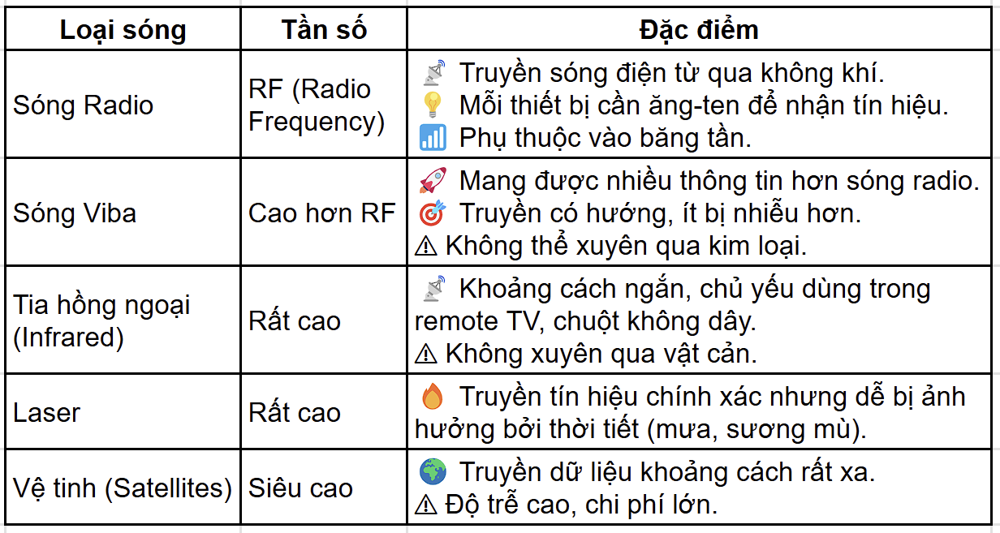 Loại sóng
Tần số
Đặc điểm
Sóng Radio
RF (Radio
Frequency)
📡 Truyền sóng điện từ qua không khí.
💡 Mỗi thiết bị cần ăng-ten để nhận tín hiệu.
📶 Phụ thuộc vào băng tần.
Sóng Viba
Cao hơn RF
🚀 Mang được nhiều thông tin hơn sóng radio.
🎯 Truyền có hướng, ít bị nhiễu hơn.
⚠ Không thể xuyên qua kim loại.
Tia hồng ngoại
(Infrared)
Rất cao
📡 Khoảng cách ngắn, chủ yếu dùng trong
remote TV, chuột không dây.
⚠ Không xuyên qua vật cản.
Laser
Rất cao
🔥 Truyền tín hiệu chính xác nhưng dễ bị ảnh
hưởng bởi thời tiết (mưa, sương mù).
Vệ tinh (Satellites)
Siêu cao
🌍 Truyền dữ liệu khoảng cách rất xa.
⚠ Độ trễ cao, chi phí lớn.